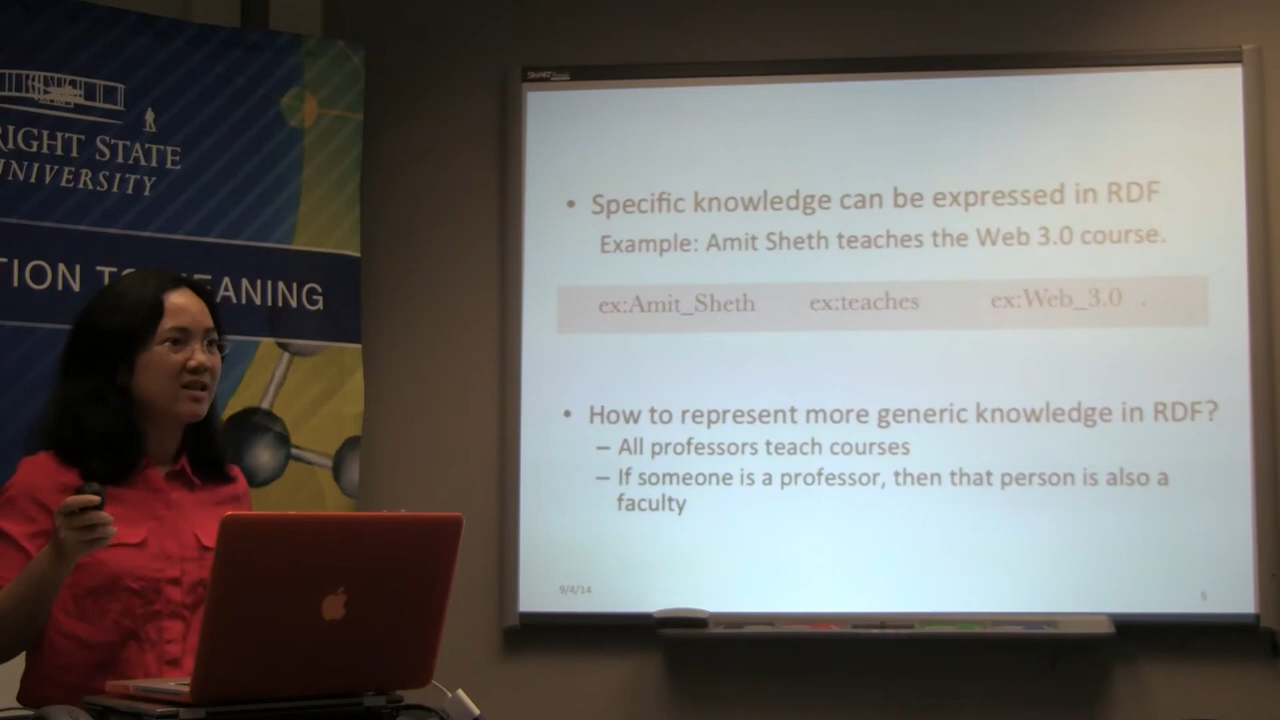 RIGHT STATE
UNIVERSITY
TION TO MEANING
SMART
• Specific knowledge can be expressed in RDF
Example: Amit Sheth teaches the Web 3.0 course.
ex:Amit_Sheth ex:teaches ex:Web_3.0 .
• How to represent more generic knowledge in RDF?
– All professors teach courses
– If someone is a professor, then that person is also a
faculty
9/4/14
5